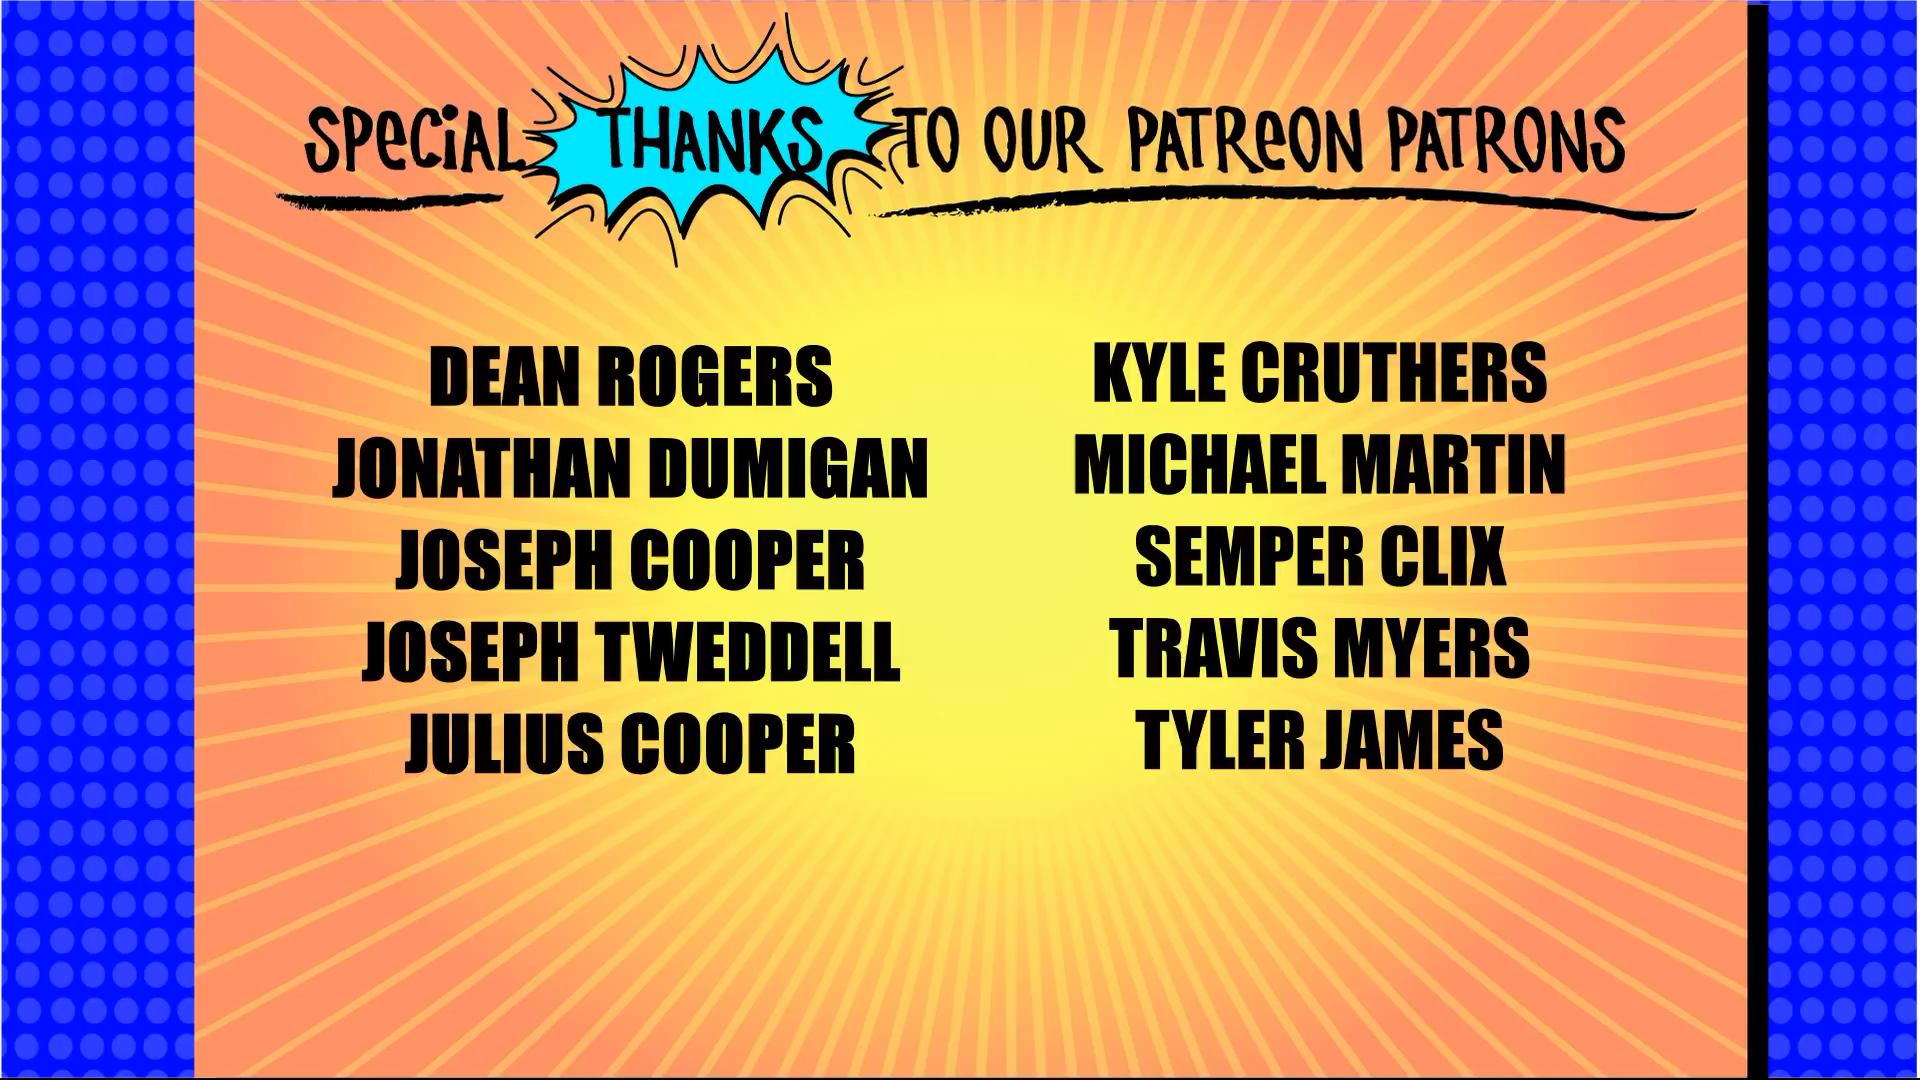 SPECIAL THANKS TO OUR PATREON PATRONS
DEAN ROGERS
JONATHAN DUMIGAN
JOSEPH COOPER
JOSEPH TWEDDELL
JULIUS COOPER
KYLE CRUTHERS
MICHAEL MARTIN
SEMPER CLIX
TRAVIS MYERS
TYLER JAMES